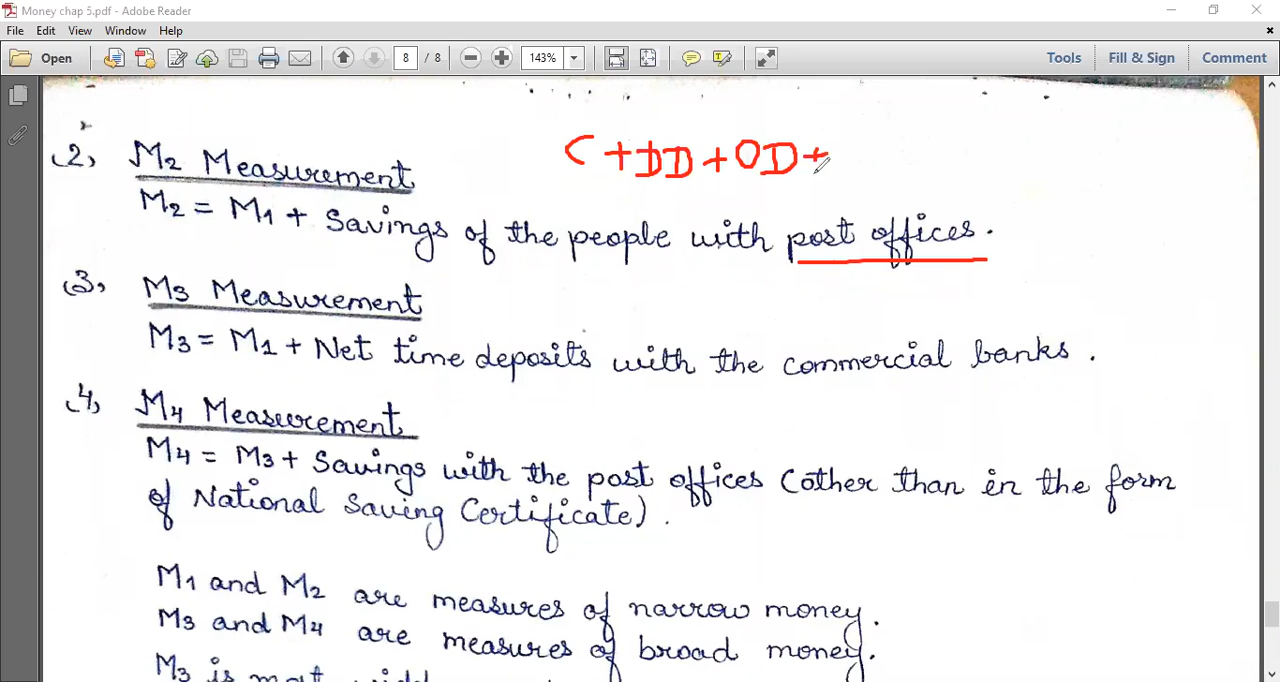 Money chap 5.pdf - Adobe Reader
File Edit View Window Help
Open 8 / 8 143% Tools Fill & Sign Comment
C + DD + OD +
2, M2 Measurement
M2 = M1 + Savings of the people with post offices.
3, M3 Measurement
M3 = M1 + Net time deposits with the commercial banks.
4, M4 Measurement
M4 = M3 + Savings with the post offices (other than in the form
of National Saving Certificate).
M1 and M2 are measures of narrow money.
M3 and M4 are measures of broad money.
M3 is most